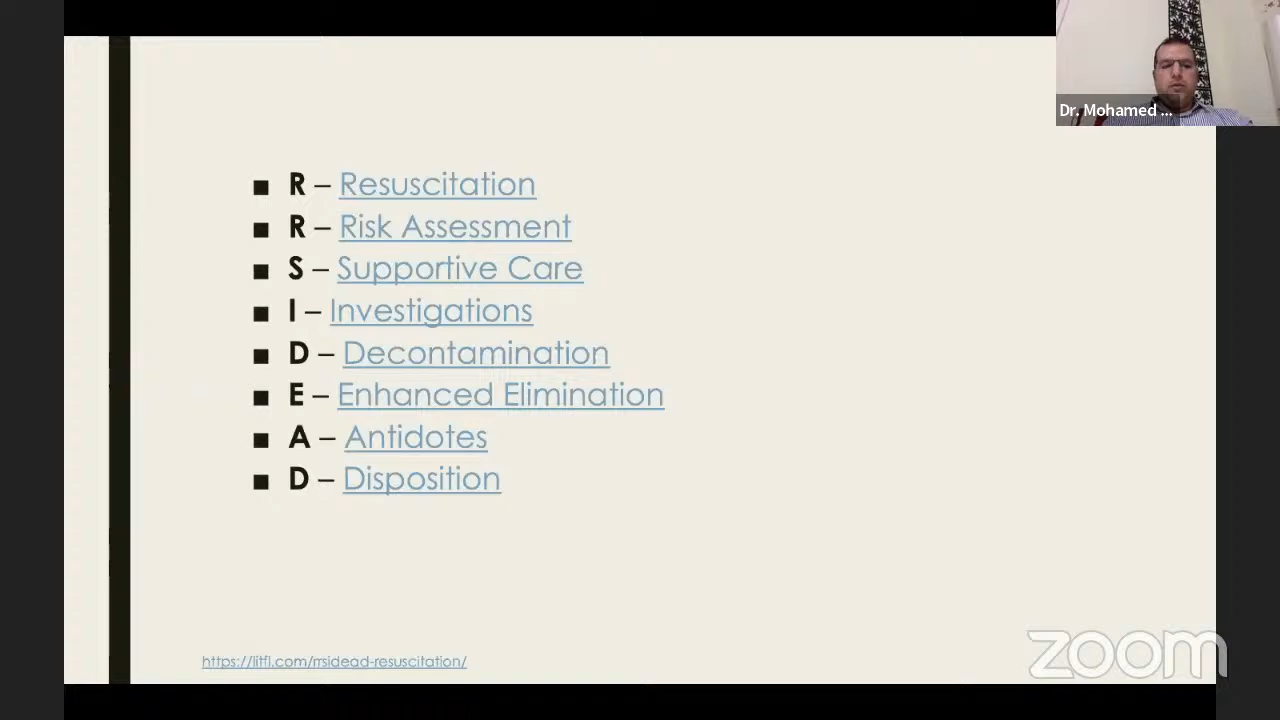 Dr. Mohamed ...
■ R – Resuscitation
■ R – Risk Assessment
■ S – Supportive Care
■ I – Investigations
■ D – Decontamination
■ E – Enhanced Elimination
■ A – Antidotes
■ D – Disposition
https://litfl.com/rrsidead-resuscitation/
zoom